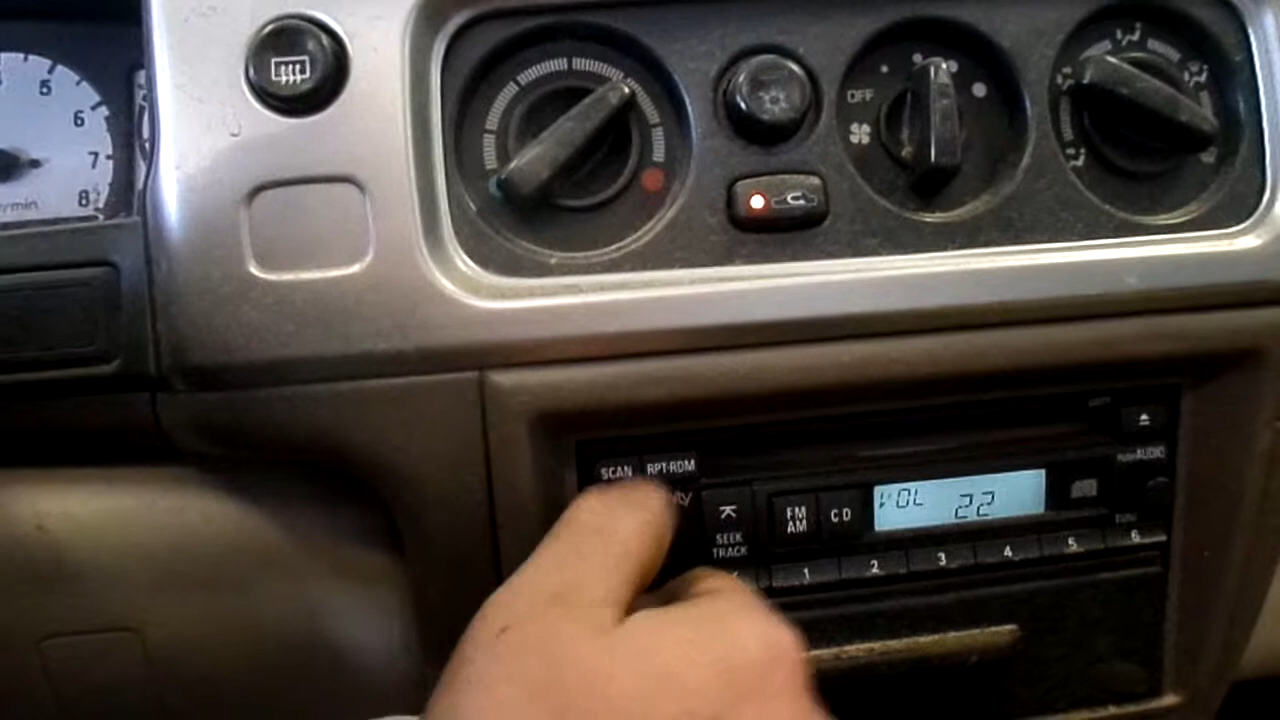 5
6
7
8
r/min
OFF
SCAN RPT·RDM
SEEK
TRACK
FM
AM
CD
VOL 22
AUDIO
1 2 3 4 5 6